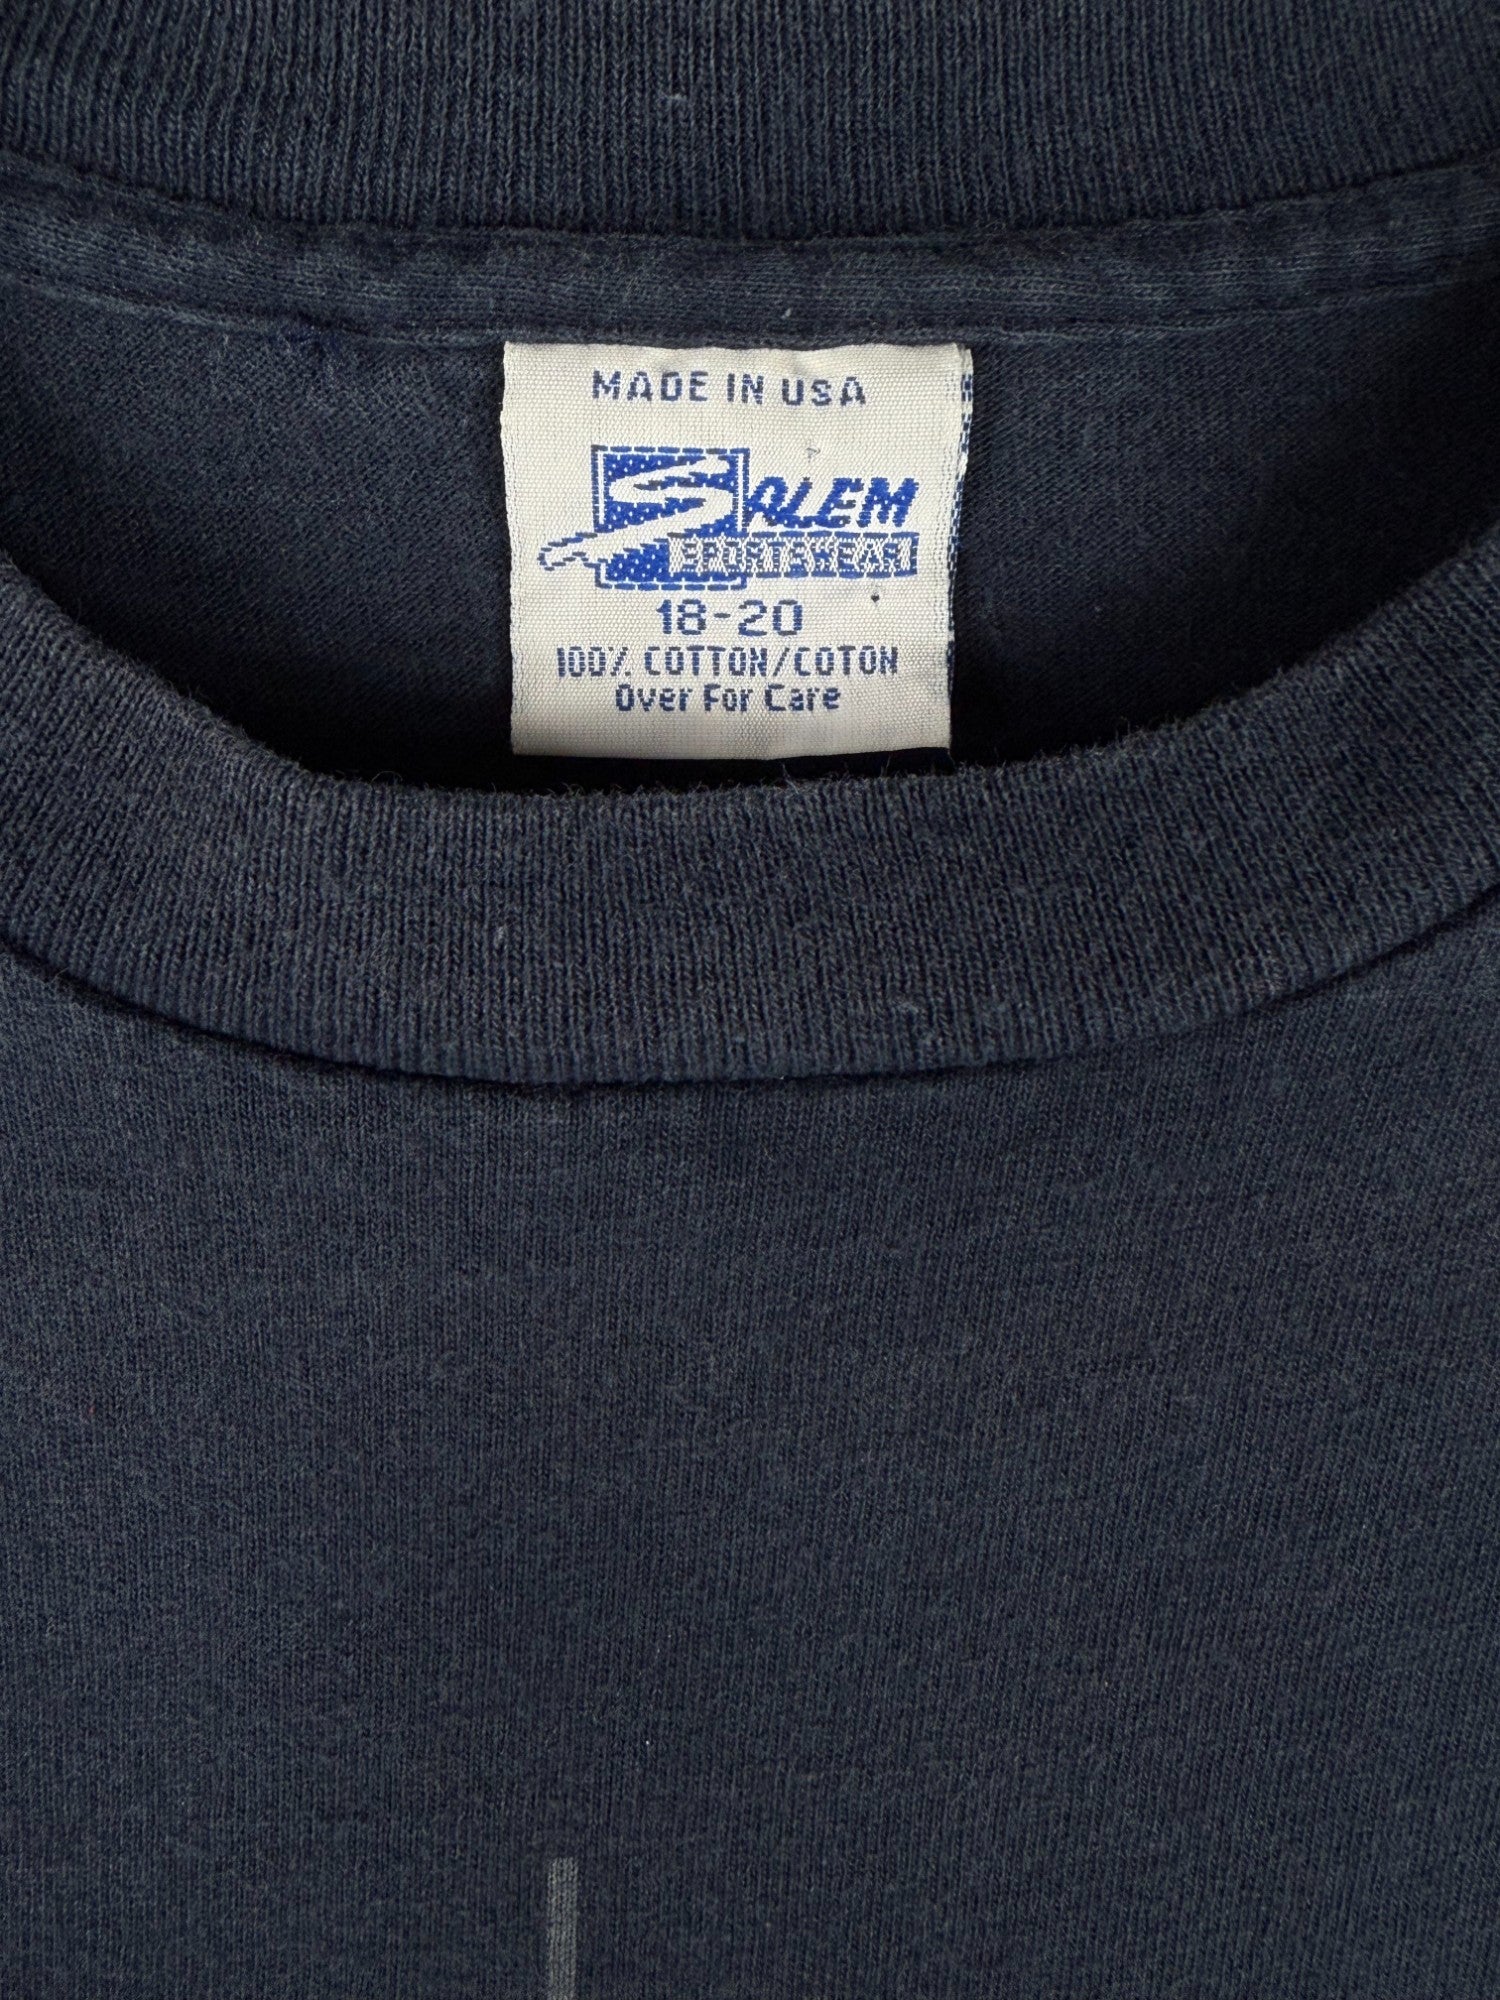 MADE IN USA
SALEM
SPORTSWEAR
18-20
100% COTTON/COTON
Over For Care